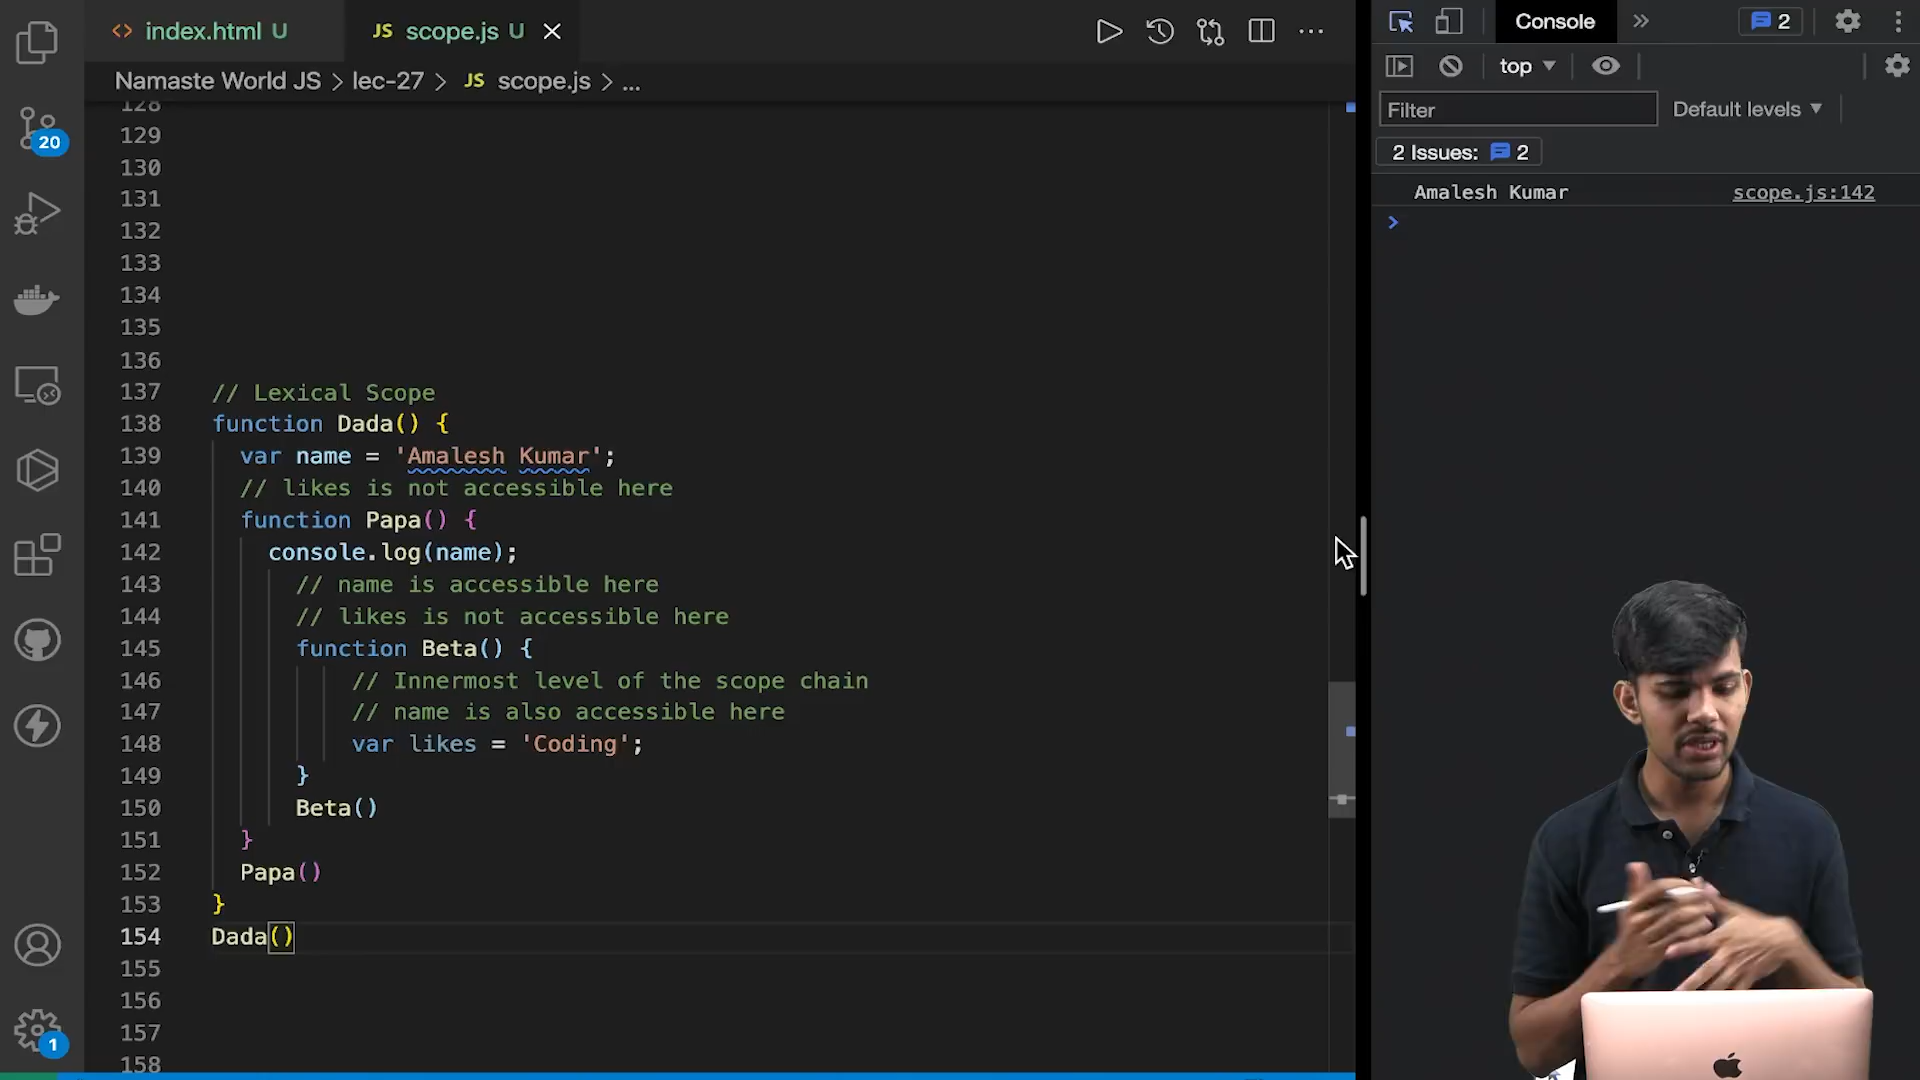 index.html U
JS scope.js U
Namaste World JS > lec-27 > JS scope.js > ...
128
129
130
131
132
133
134
135
136
137 // Lexical Scope
138 function Dada() {
139 var name = 'Amalesh Kumar';
140 // likes is not accessible here
141 function Papa() {
142 console.log(name);
143 // name is accessible here
144 // likes is not accessible here
145 function Beta() {
146 // Innermost level of the scope chain
147 // name is also accessible here
148 var likes = 'Coding';
149 }
150 Beta()
151 }
152 Papa()
153 }
154 Dada()
155
156
157
158
20
1
Console
2
top
Filter
Default levels
2 Issues: 2
Amalesh Kumar scope.js:142